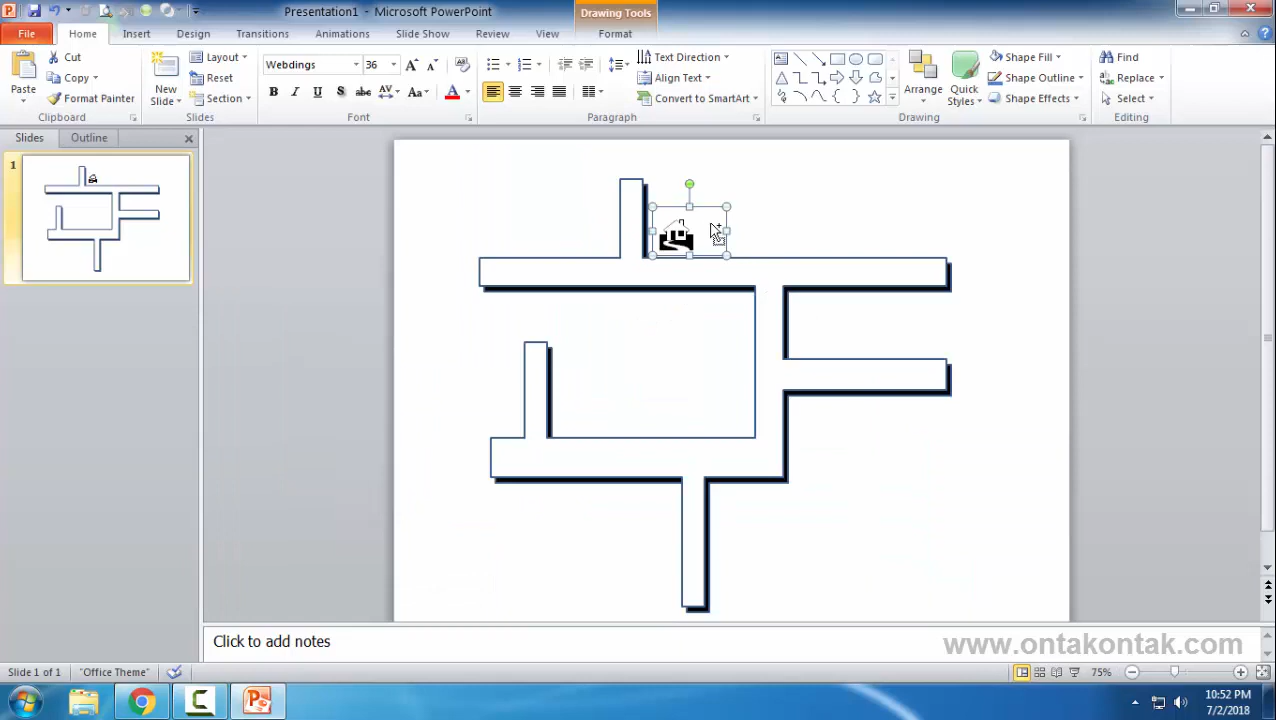 Presentation1 - Microsoft PowerPoint
Drawing Tools
File
Home
Insert
Design
Transitions
Animations
Slide Show
Review
View
Format
Paste
Cut
Copy
Format Painter
Clipboard
New
Slide
Layout
Reset
Section
Slides
Webdings
36
B
I
U
S
abc
AV
Aa
A
Font
Text Direction
Align Text
Convert to SmartArt
Paragraph
Arrange
Quick
Styles
Shape Fill
Shape Outline
Shape Effects
Drawing
Find
Replace
Select
Editing
Slides
Outline
1
Click to add notes
www.ontakontak.com
Slide 1 of 1
"Office Theme"
75%
10:52 PM
7/2/2018